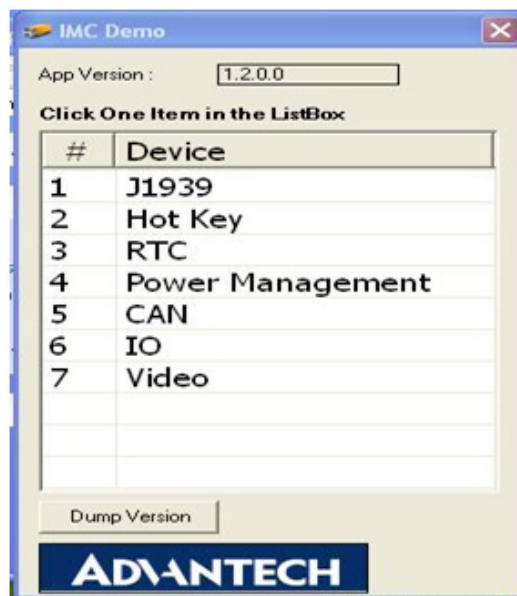 IMC Demo
App Version : 1.2.0.0
Click One Item in the ListBox
# Device
1 J1939
2 Hot Key
3 RTC
4 Power Management
5 CAN
6 IO
7 Video
Dump Version
ADVANTECH